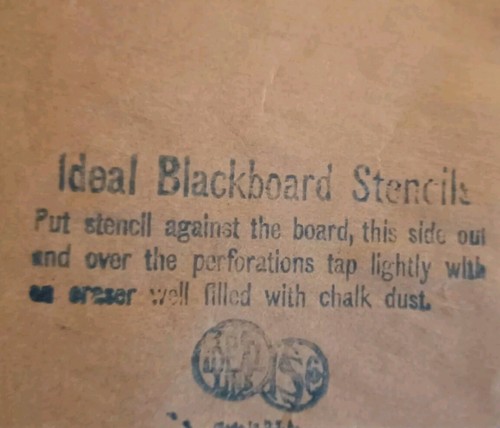 Ideal Blackboard Stencils
Put stencil against the board, this side out
and over the perforations tap lightly with
an eraser well filled with chalk dust.